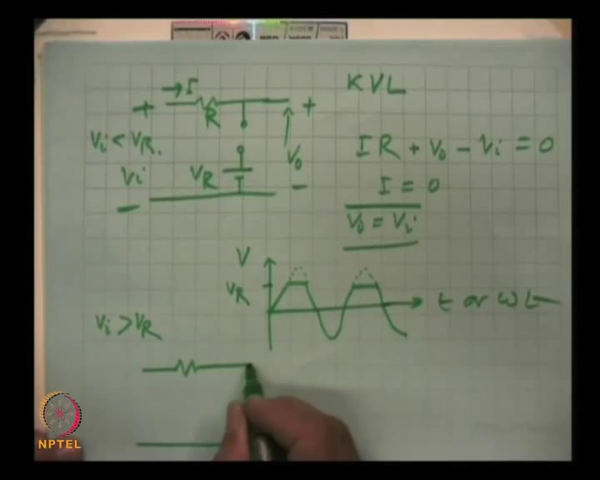 → I
KVL
+ R +
Vi < VR.
Vi VR V0
IR + V0 - Vi = 0
I = 0
V0 = Vi
- -
V
VR
t or ωt
Vi > VR
NPTEL